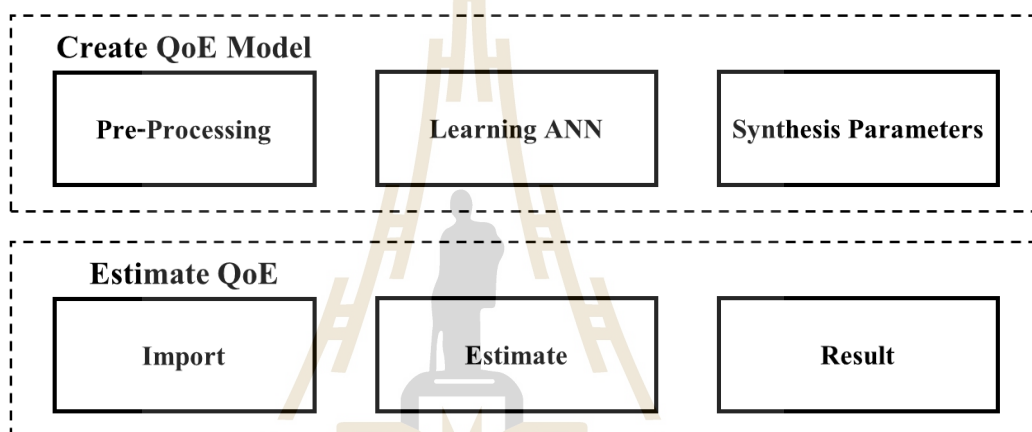 Create QoE Model
Pre-Processing
Learning ANN
Synthesis Parameters
Estimate QoE
Import
Estimate
Result